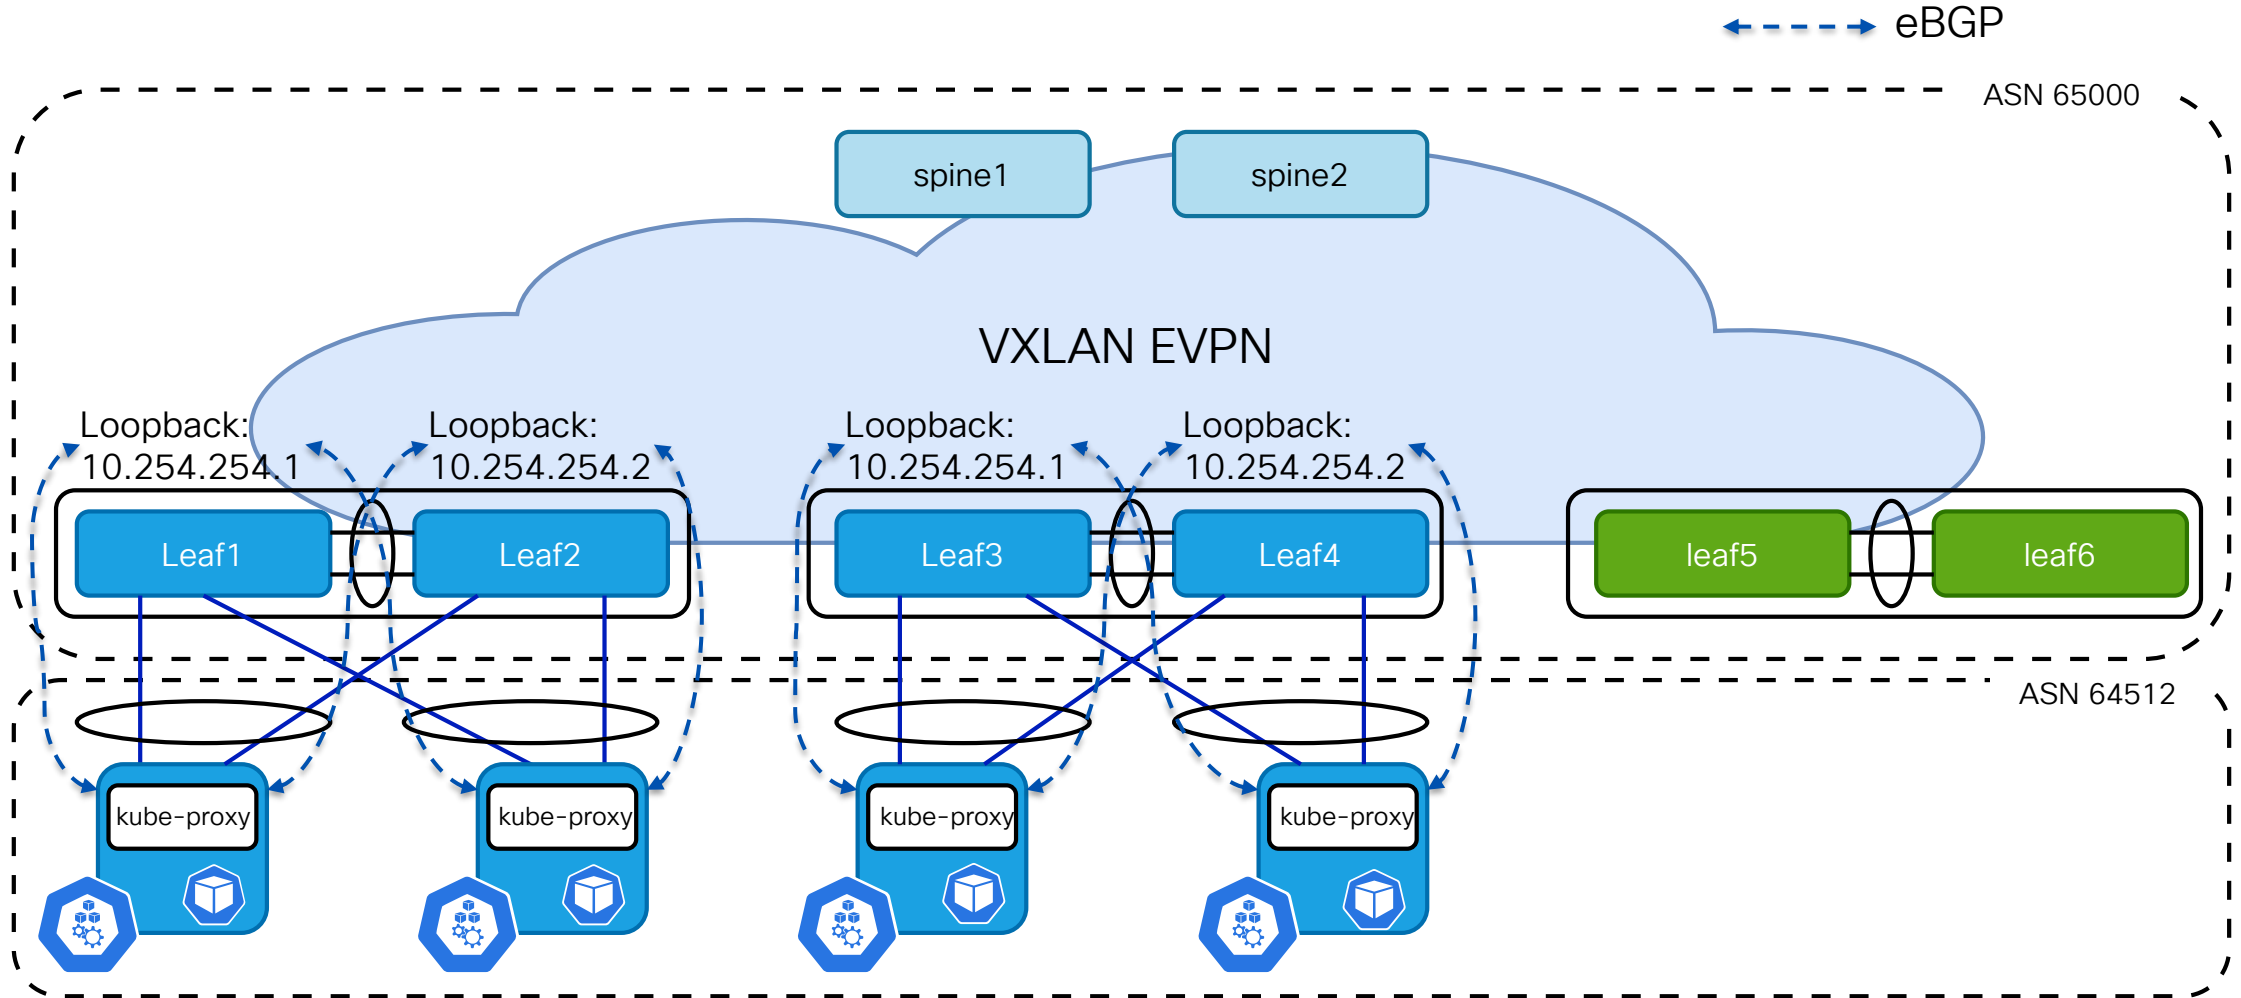 eBGP
ASN 65000
spine1
spine2
VXLAN EVPN
Loopback:
10.254.254.1
Loopback:
10.254.254.2
Loopback:
10.254.254.1
Loopback:
10.254.254.2
Leaf1
Leaf2
Leaf3
Leaf4
leaf5
leaf6
ASN 64512
kube-proxy
kube-proxy
kube-proxy
kube-proxy